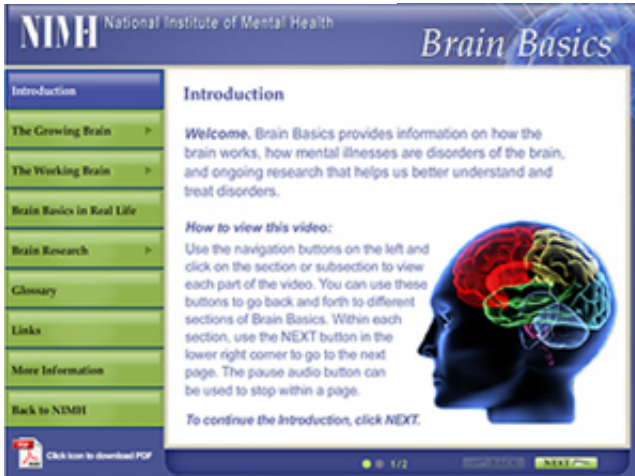 NIMH National Institute of Mental Health
Brain Basics
Introduction
The Growing Brain
The Working Brain
Brain Basics in Real Life
Brain Research
Glossary
Links
More Information
Back to NIMH
PDF
Click icon to download PDF
Introduction
Welcome. Brain Basics provides information on how the
brain works, how mental illnesses are disorders of the brain,
and ongoing research that helps us better understand and
treat disorders.
How to view this video:
Use the navigation buttons on the left and
click on the section or subsection to view
each part of the video. You can use these
buttons to go back and forth to different
sections of Brain Basics. Within each
section, use the NEXT button in the
lower right corner to go to the next
page. The pause audio button can
be used to stop within a page.
To continue the Introduction, click NEXT.
1/2
BACK
NEXT